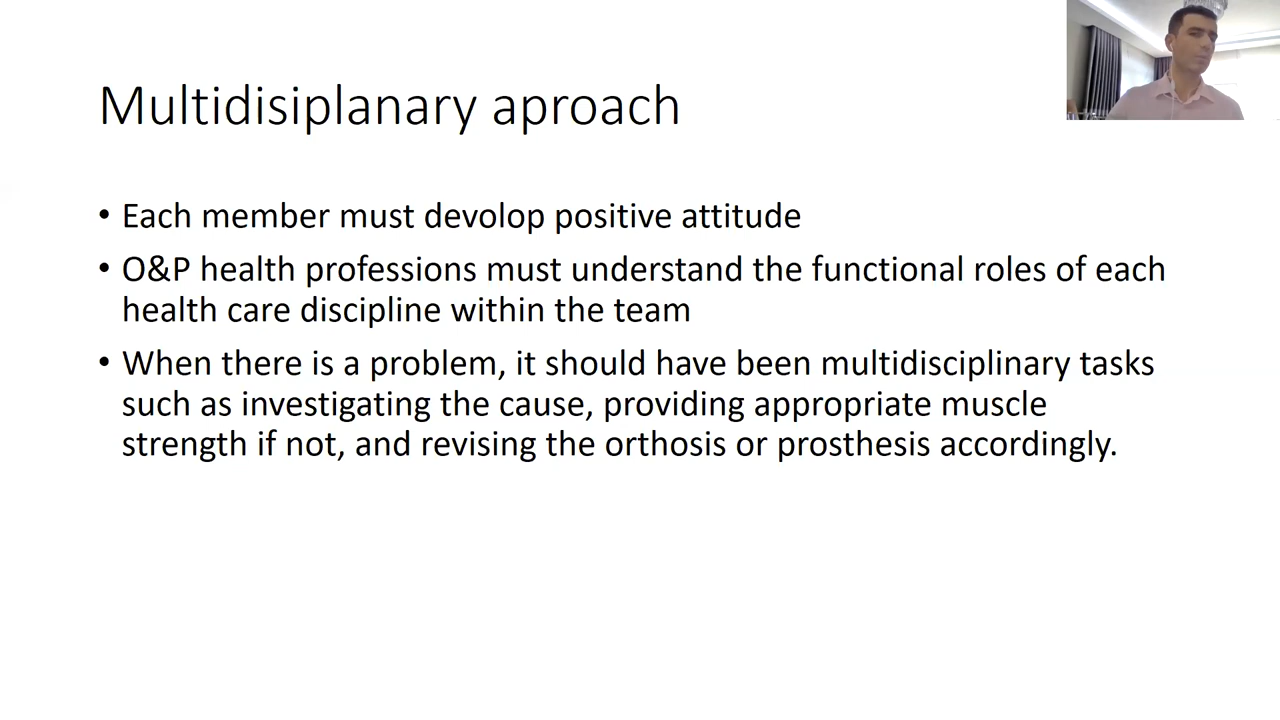 Multidisiplanary aproach
• Each member must devolop positive attitude
• O&P health professions must understand the functional roles of each
health care discipline within the team
• When there is a problem, it should have been multidisciplinary tasks
such as investigating the cause, providing appropriate muscle
strength if not, and revising the orthosis or prosthesis accordingly.